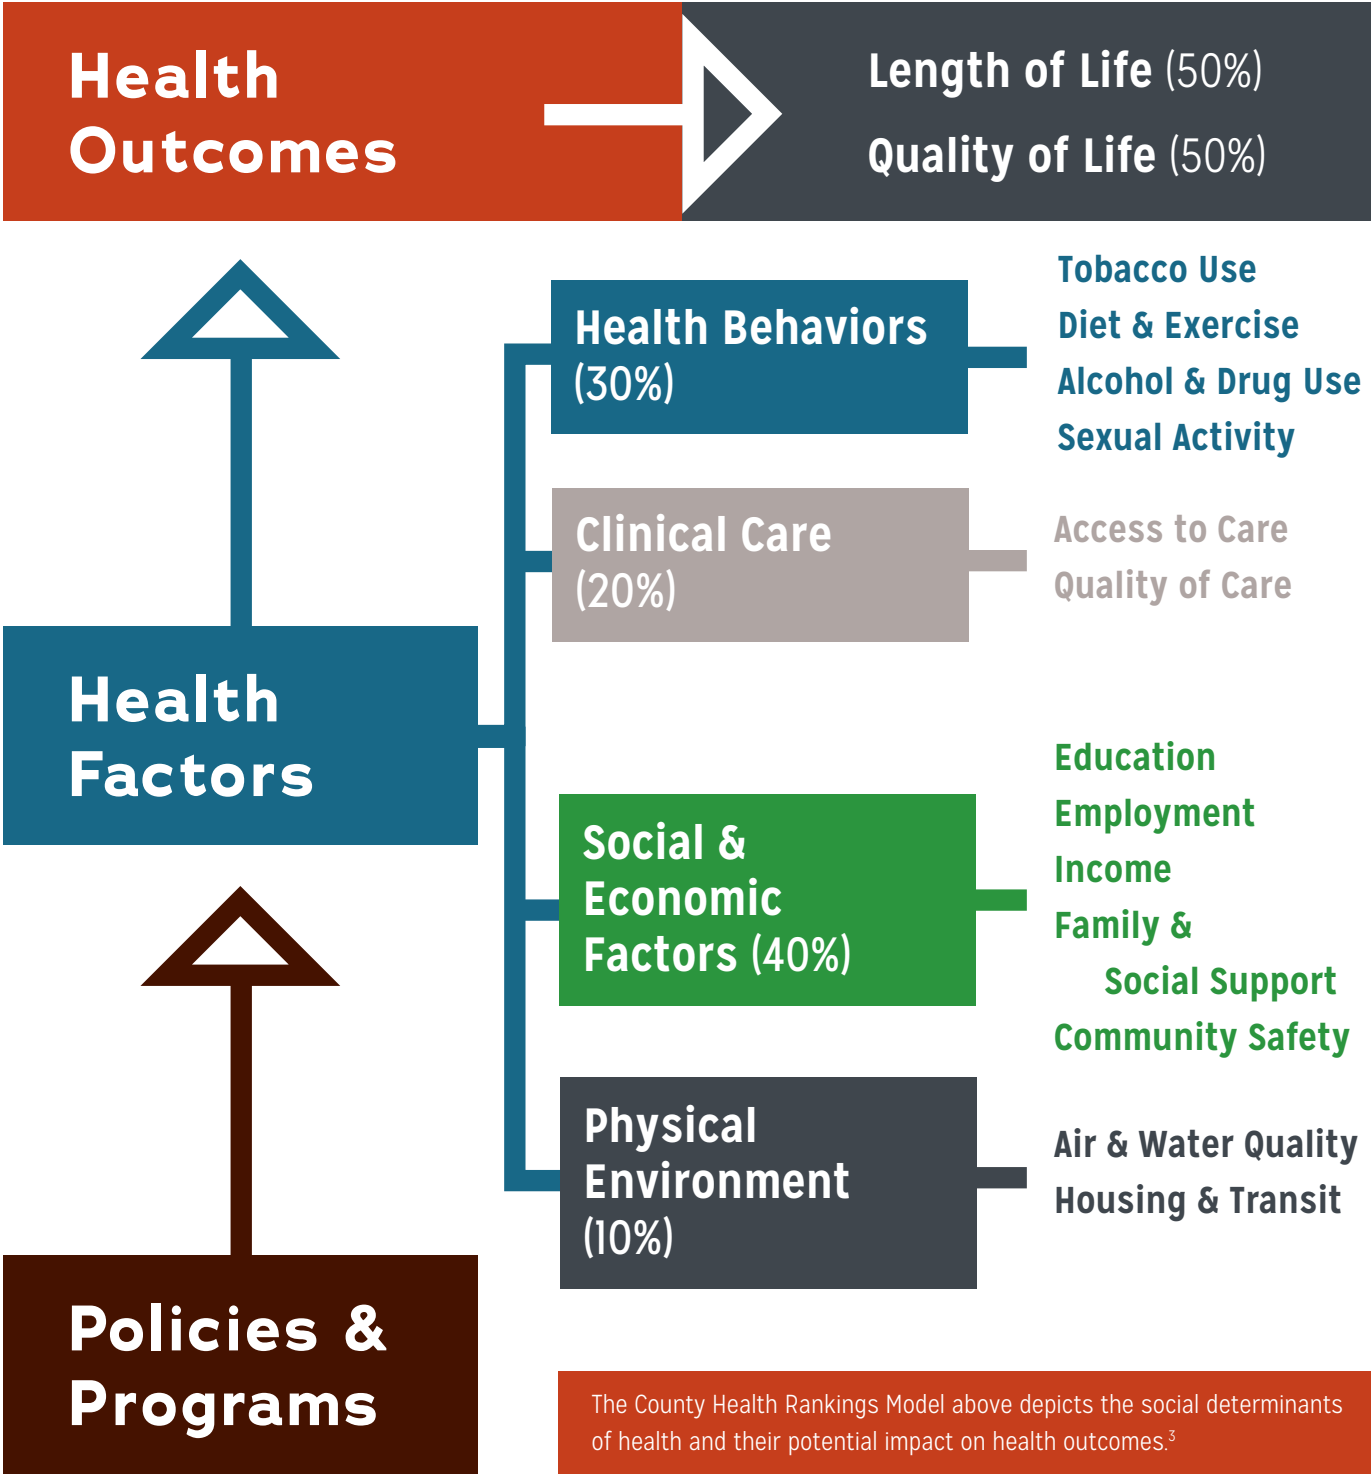 Health
Outcomes
Length of Life (50%)
Quality of Life (50%)
Health Behaviors
(30%)
Tobacco Use
Diet & Exercise
Alcohol & Drug Use
Sexual Activity
Clinical Care
(20%)
Access to Care
Quality of Care
Health
Factors
Social &
Economic
Factors (40%)
Education
Employment
Income
Family &
Social Support
Community Safety
Physical
Environment
(10%)
Air & Water Quality
Housing & Transit
Policies &
Programs
The County Health Rankings Model above depicts the social determinants
of health and their potential impact on health outcomes.³